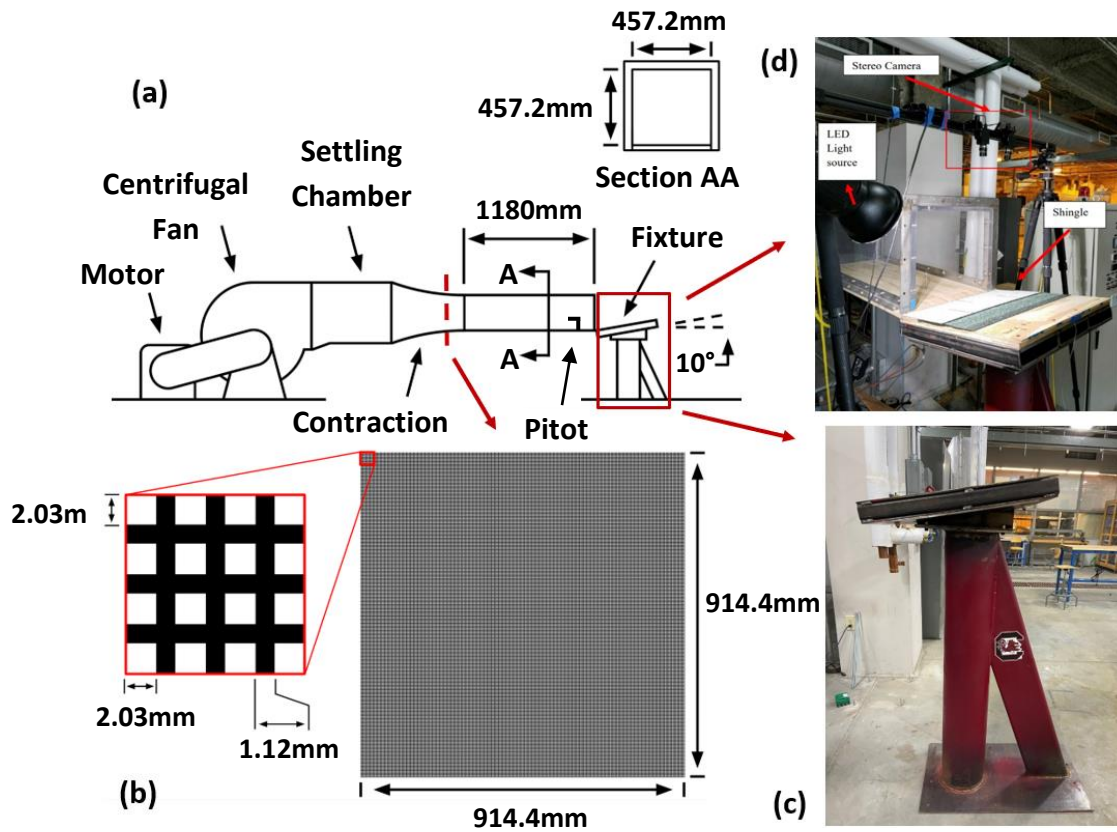 457.2mm
(d)
(a)
457.2mm
Section AA
Settling
Chamber
Centrifugal
Fan
Motor
1180mm
Fixture
A
A
10°
Contraction
Pitot
Stereo Camera
LED
Light
source
Shingle
2.03m
2.03mm
1.12mm
(b)
914.4mm
914.4mm
(c)